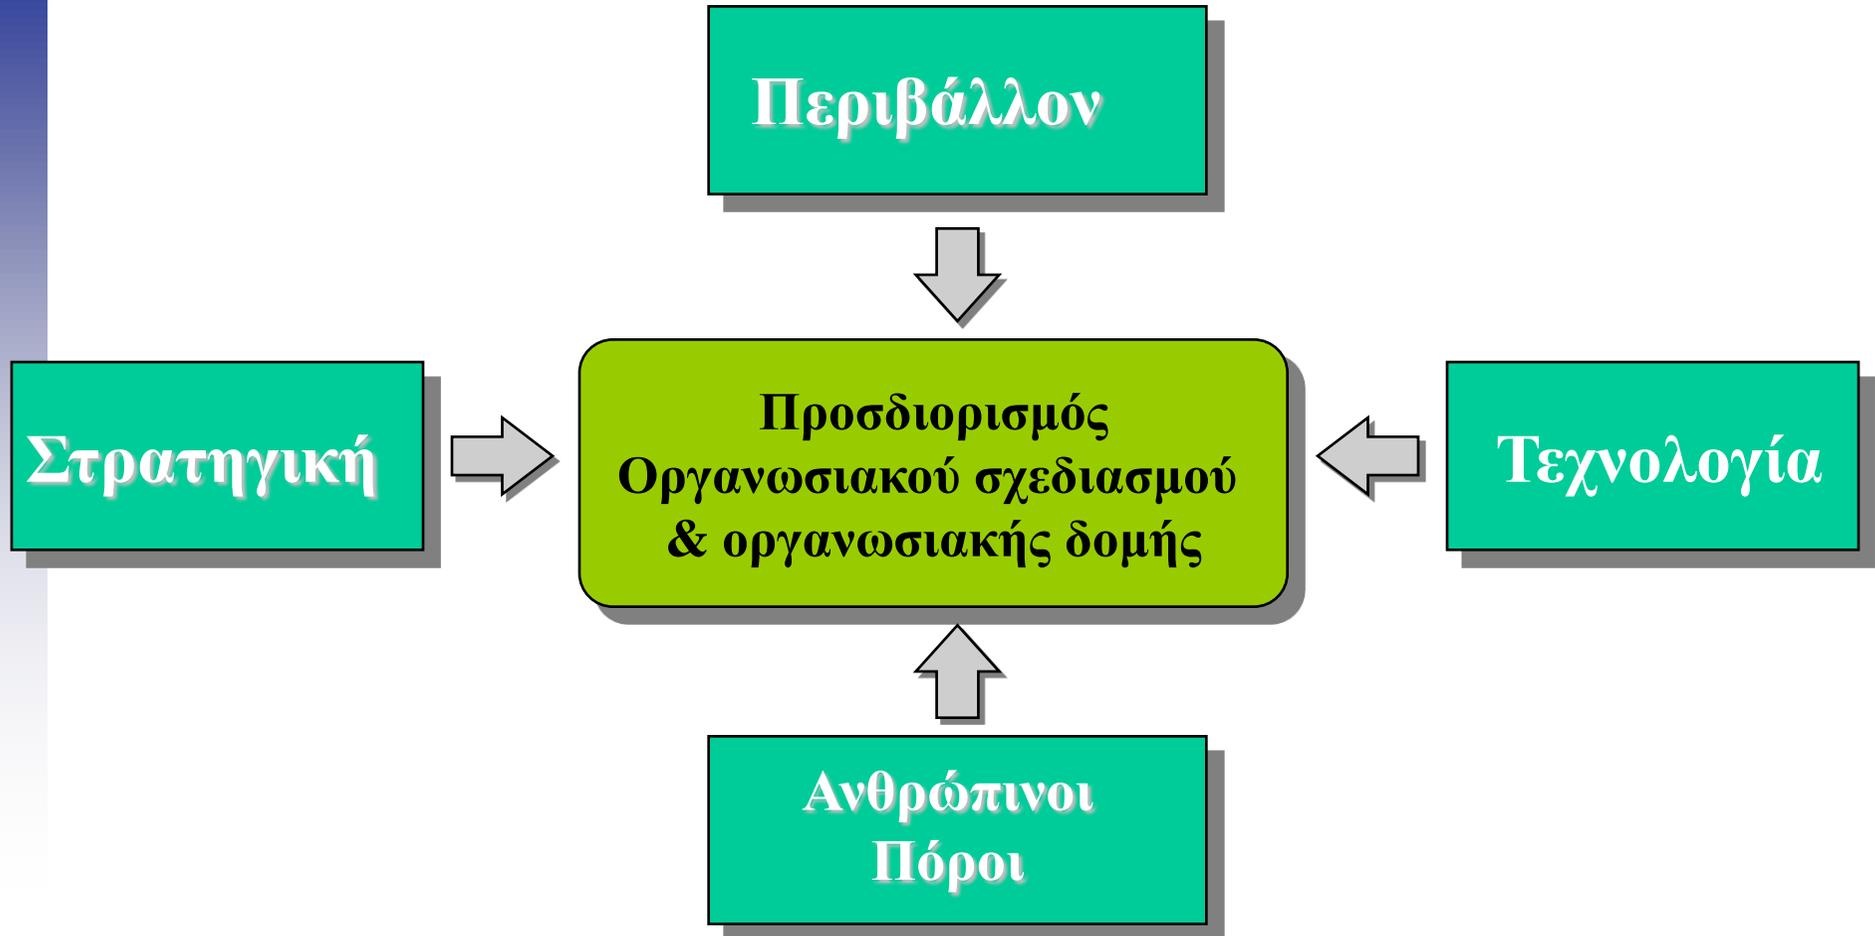 Περιβάλλον
Στρατηγική
Προσδιορισμός
Οργανωσιακού σχεδιασμού
& οργανωσιακής δομής
Τεχνολογία
Ανθρώπινοι
Πόροι